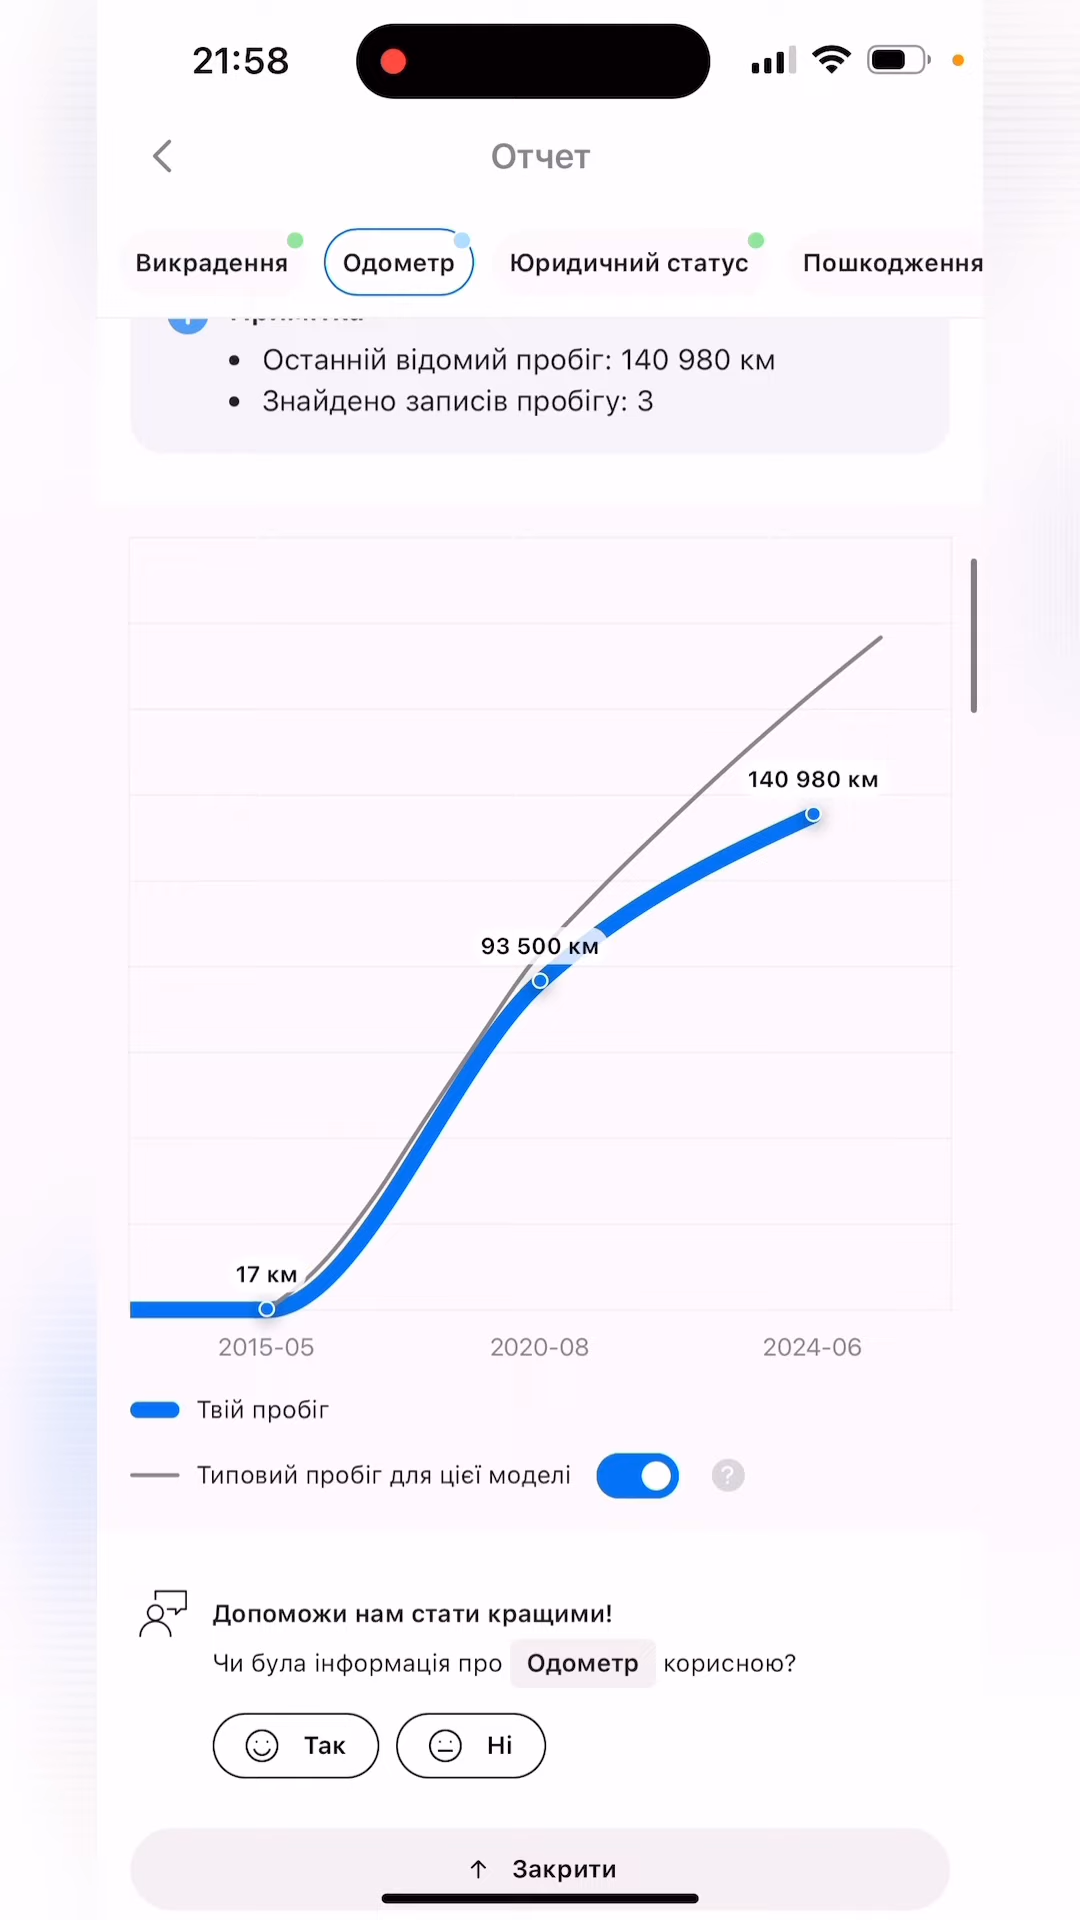 21:58
Отчет
Викрадення
Одометр
Юридичний статус
Пошкодження
Останній відомий пробіг: 140 980 км
Знайдено записів пробігу: 3
140 980 км
93 500 км
17 км
2015-05
2020-08
2024-06
Твій пробіг
Типовий пробіг для цієї моделі
?
Допоможи нам стати кращими!
Чи була інформація про Одометр корисною?
Так
Ні
↑ Закрити